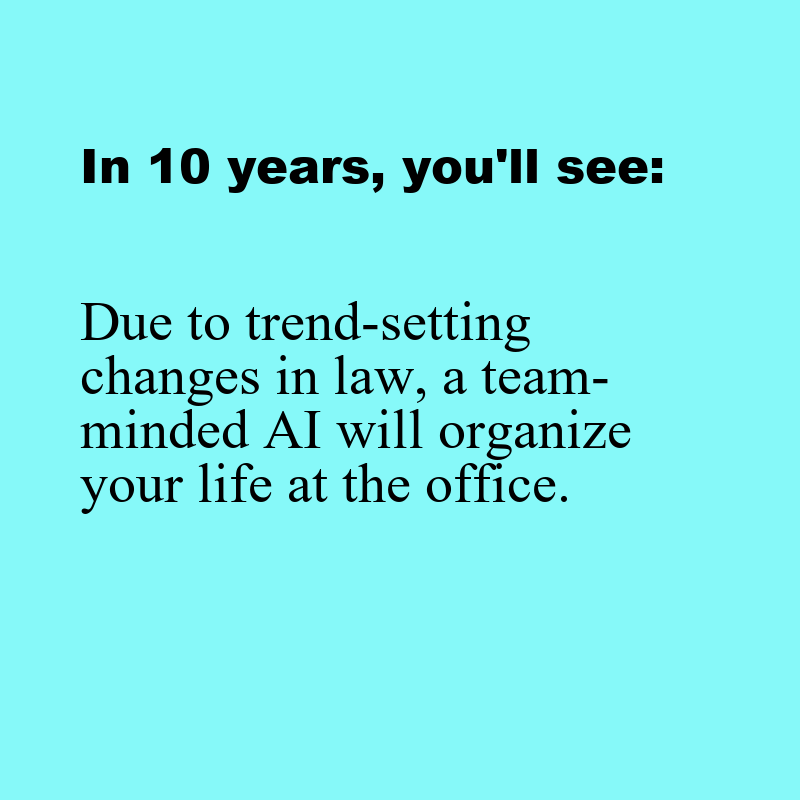 In 10 years, you'll see:
Due to trend-setting
changes in law, a team-
minded AI will organize
your life at the office.